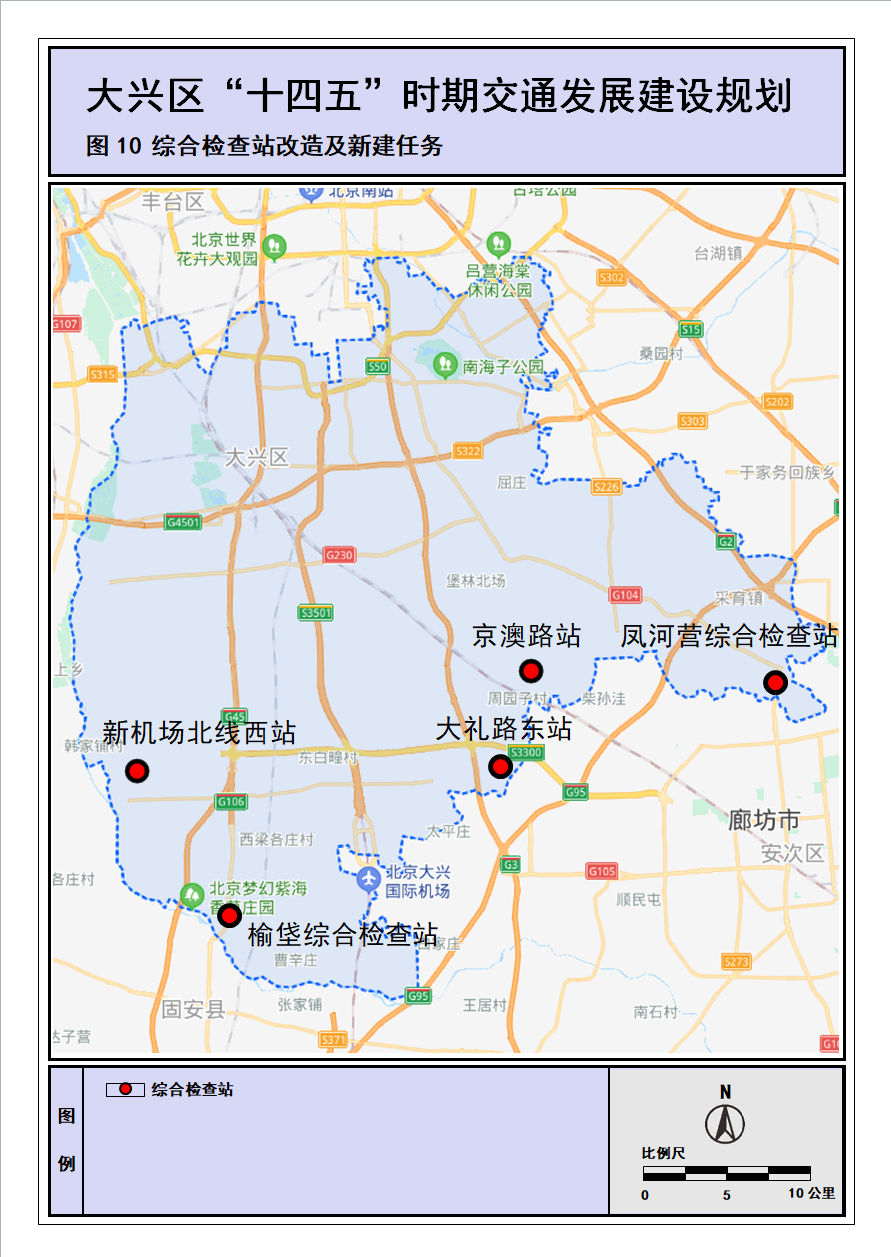 大兴区“十四五”时期交通发展建设规划
图 10 综合检查站改造及新建任务
丰台区
北京南站
北京世界
花卉大观园
吕营海棠
休闲公园
台湖镇
S302
G107
S15
桑园村
S50
S315
南海子公园
S202
S303
大兴区
S322
于家务回族乡
屈庄
S226
G4501
G2
G230
堡林北场
G104
采育镇
S3501
京澳路站
凤河营综合检查站
上乡
周园子村
柴孙洼
G45
新机场北线西站
大礼路东站
韩家铺村
东白疃村
S3300
G95
G106
廊坊市
太平庄
西梁各庄村
安次区
G3
G105
各庄村
北京大兴
国际机场
北京梦幻紫海
香草庄园
顺民屯
榆垡综合检查站
曹辛庄
S273
G95
固安县
张家铺
王居村
南石村
达子营
S371
图
例
综合检查站
N
比例尺
0 5 10 公里